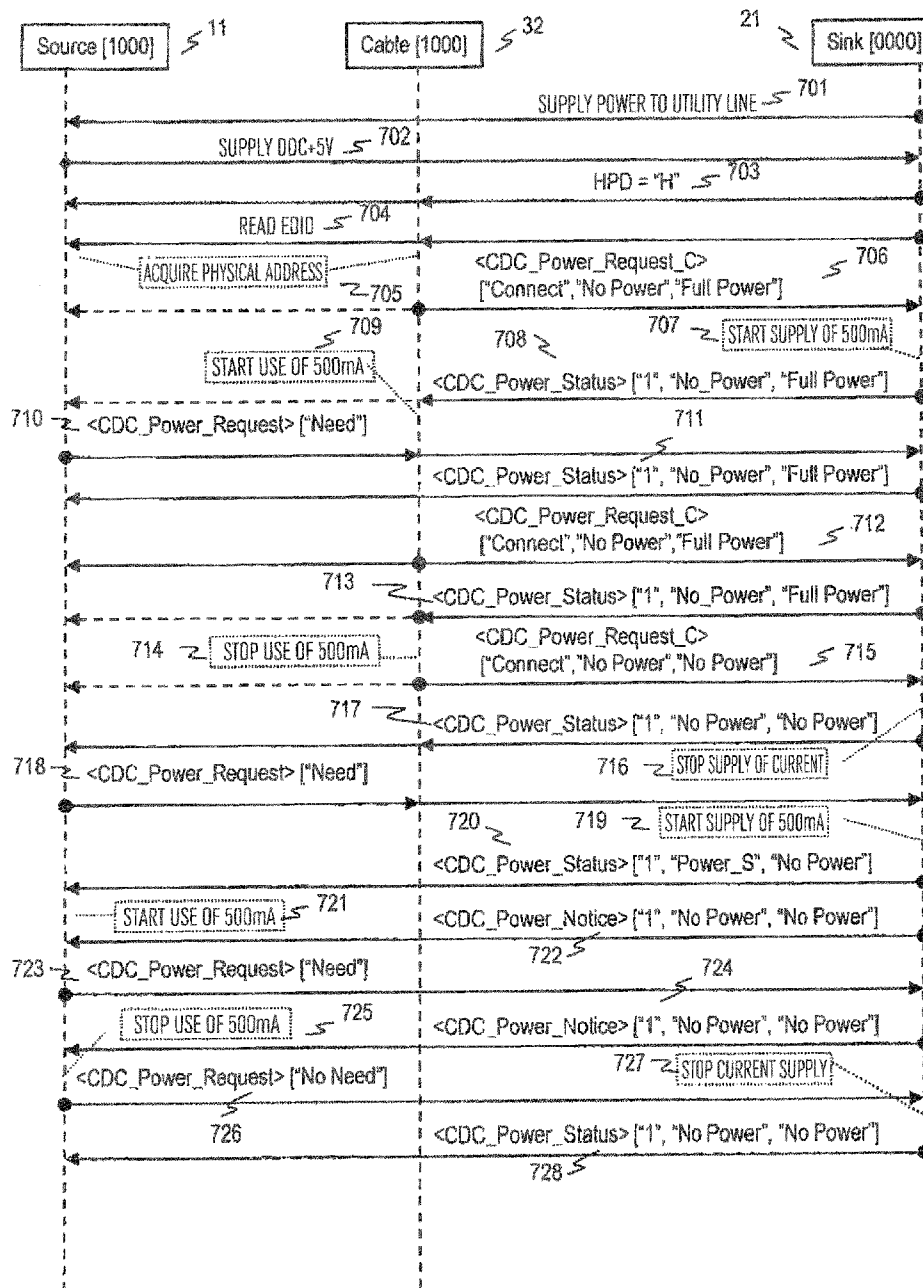 Source [1000] 11 Cable [1000] 32 21 Sink [0000]
SUPPLY POWER TO UTILITY LINE 701
SUPPLY DDC+5V 702
HPD = "H" 703
READ EDID 704
ACQUIRE PHYSICAL ADDRESS 705
<CDC_Power_Request_C> 706
["Connect","No Power","Full Power"]
707 START SUPPLY OF 500mA
709 START USE OF 500mA
708 <CDC_Power_Status> ["1", "No_Power", "Full Power"]
710 <CDC_Power_Request> ["Need"]
711
<CDC_Power_Status> ["1", "No_Power", "Full Power"]
<CDC_Power_Request_C> 712
["Connect","No Power","Full Power"]
713 <CDC_Power_Status> ["1", "No_Power", "Full Power"]
714 STOP USE OF 500mA
<CDC_Power_Request_C>
["Connect","No Power","No Power"] 715
717 <CDC_Power_Status> ["1", "No Power", "No Power"]
716 STOP SUPPLY OF CURRENT
718 <CDC_Power_Request> ["Need"]
719 START SUPPLY OF 500mA
720 <CDC_Power_Status> ["1", "Power_S", "No Power"]
START USE OF 500mA 721
<CDC_Power_Notice> ["1", "No Power", "No Power"]
722
723 <CDC_Power_Request> ["Need"]
724
STOP USE OF 500mA 725
<CDC_Power_Notice> ["1", "No Power", "No Power"]
727 STOP CURRENT SUPPLY
<CDC_Power_Request> ["No Need"]
726
<CDC_Power_Status> ["1", "No Power", "No Power"]
728